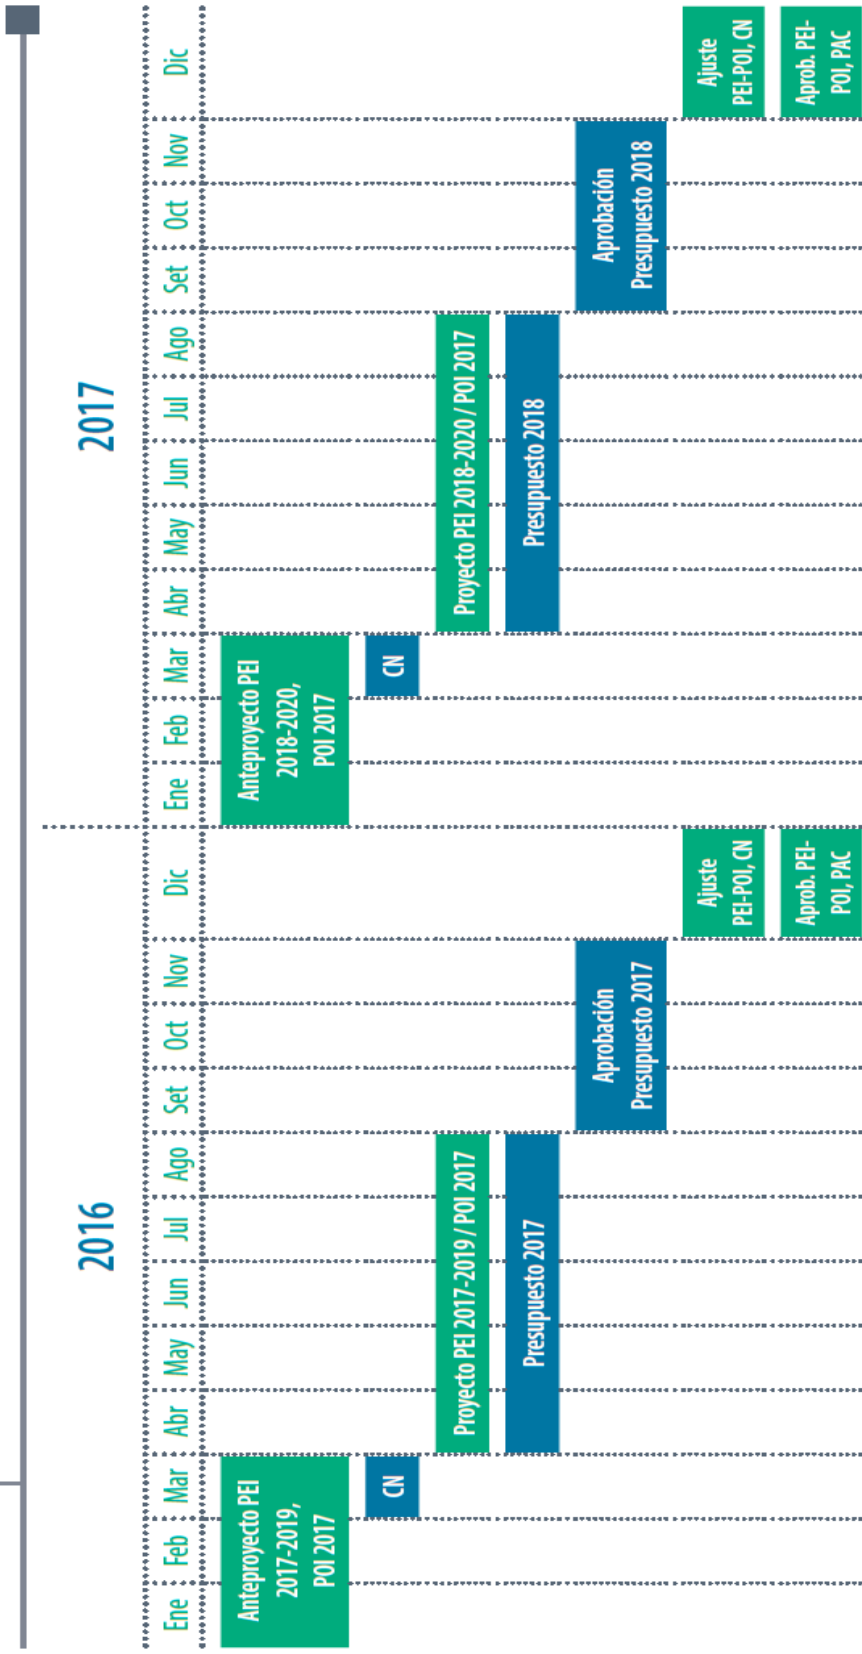 2016
2017
Ene Feb Mar Abr May Jun Jul Ago Set Oct Nov Dic Ene Feb Mar Abr May Jun Jul Ago Set Oct Nov Dic
Anteproyecto PEI
2017-2019,
POI 2017
CN
Proyecto PEI 2017-2019 / POI 2017
Presupuesto 2017
Aprobación
Presupuesto 2017
Ajuste
PEI-POI, CN
Aprob. PEI-
POI, PAC
Anteproyecto PEI
2018-2020,
POI 2017
CN
Proyecto PEI 2018-2020 / POI 2017
Presupuesto 2018
Aprobación
Presupuesto 2018
Ajuste
PEI-POI, CN
Aprob. PEI-
POI, PAC